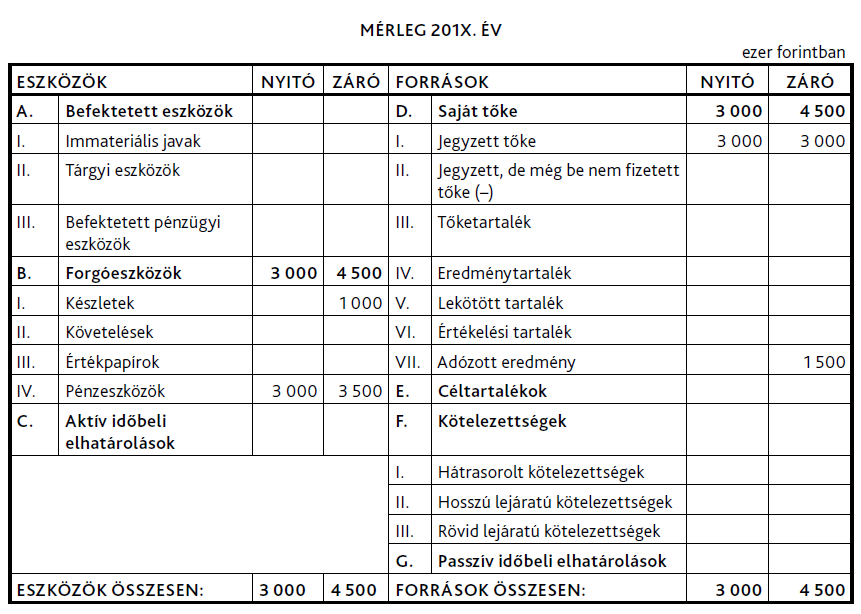 MÉRLEG 201X. ÉV
ezer forintban
ESZKÖZÖK NYITÓ ZÁRÓ FORRÁSOK NYITÓ ZÁRÓ
A. Befektetett eszközök D. Saját tőke 3 000 4 500
I. Immateriális javak I. Jegyzett tőke 3 000 3 000
II. Tárgyi eszközök II. Jegyzett, de még be nem fizetett
tőke (–)
III. Befektetett pénzügyi III. Tőketartalék
eszközök
B. Forgóeszközök 3 000 4 500 IV. Eredménytartalék
I. Készletek 1 000 V. Lekötött tartalék
II. Követelések VI. Értékelési tartalék
III. Értékpapírok VII. Adózott eredmény 1 500
IV. Pénzeszközök 3 000 3 500 E. Céltartalékok
C. Aktív időbeli F. Kötelezettségek
elhatárolások
I. Hátrasorolt kötelezettségek
II. Hosszú lejáratú kötelezettségek
III. Rövid lejáratú kötelezettségek
G. Passzív időbeli elhatárolások
ESZKÖZÖK ÖSSZESEN: 3 000 4 500 FORRÁSOK ÖSSZESEN: 3 000 4 500